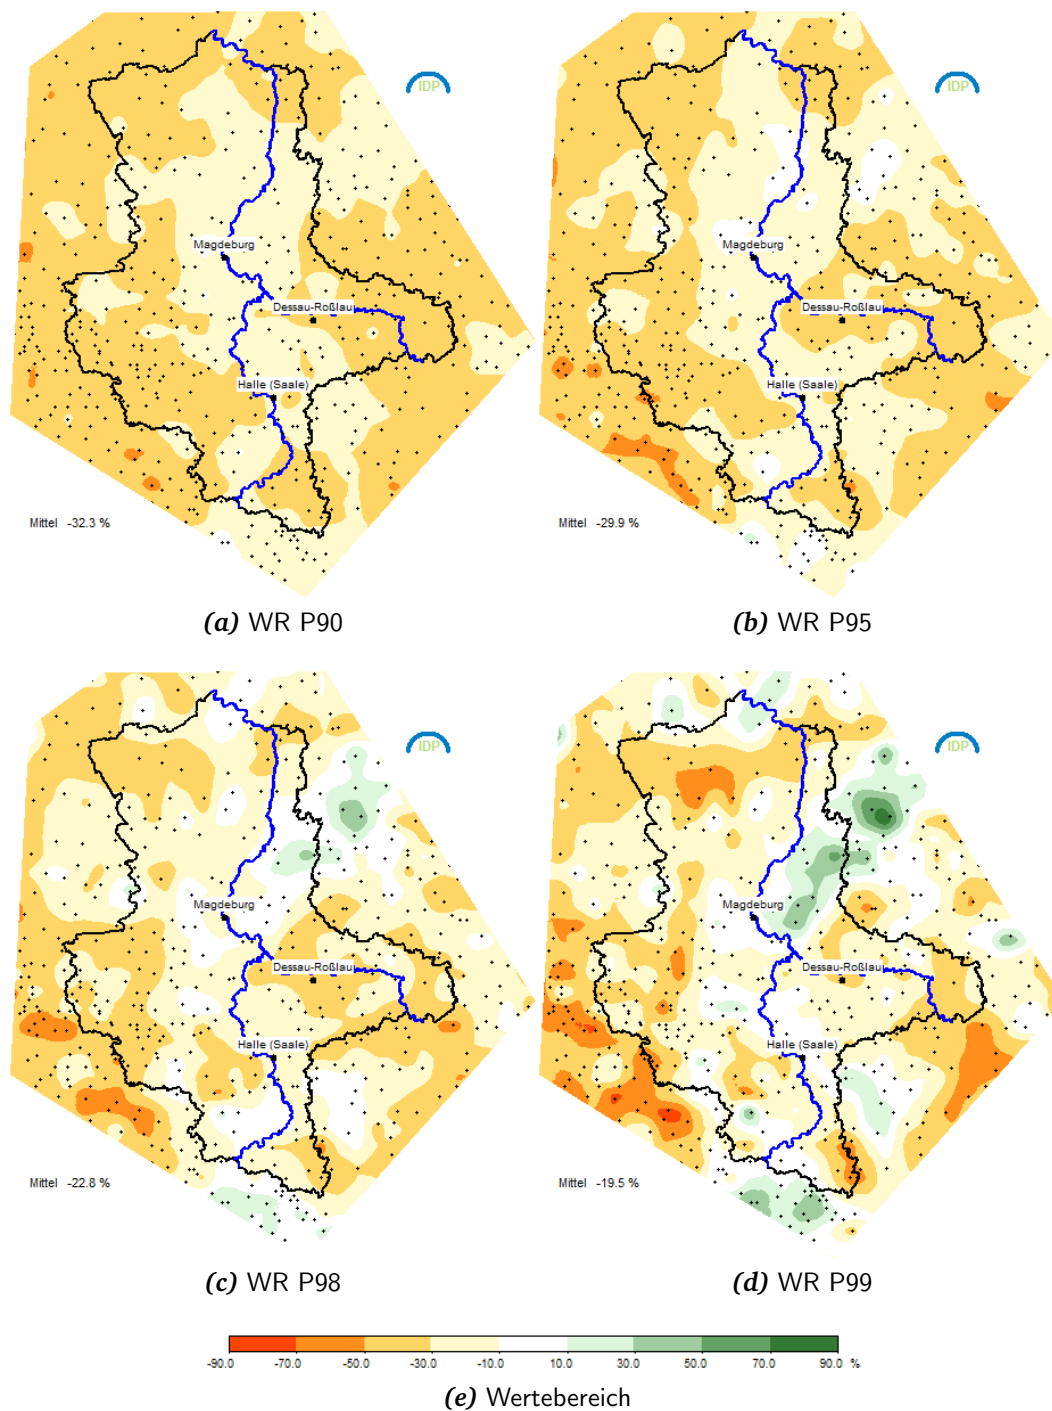 IDP
IDP
Magdeburg
Magdeburg
Dessau-Roßlau
Dessau-Roßlau
Halle (Saale)
Halle (Saale)
Mittel -32.3 %
Mittel -29.9 %
(a) WR P90
(b) WR P95
IDP
IDP
Magdeburg
Magdeburg
Dessau-Roßlau
Dessau-Roßlau
Halle (Saale)
Halle (Saale)
Mittel -22.8 %
Mittel -19.5 %
(c) WR P98
(d) WR P99
-90.0 -70.0 -50.0 -30.0 -10.0 10.0 30.0 50.0 70.0 90.0 %
(e) Wertebereich